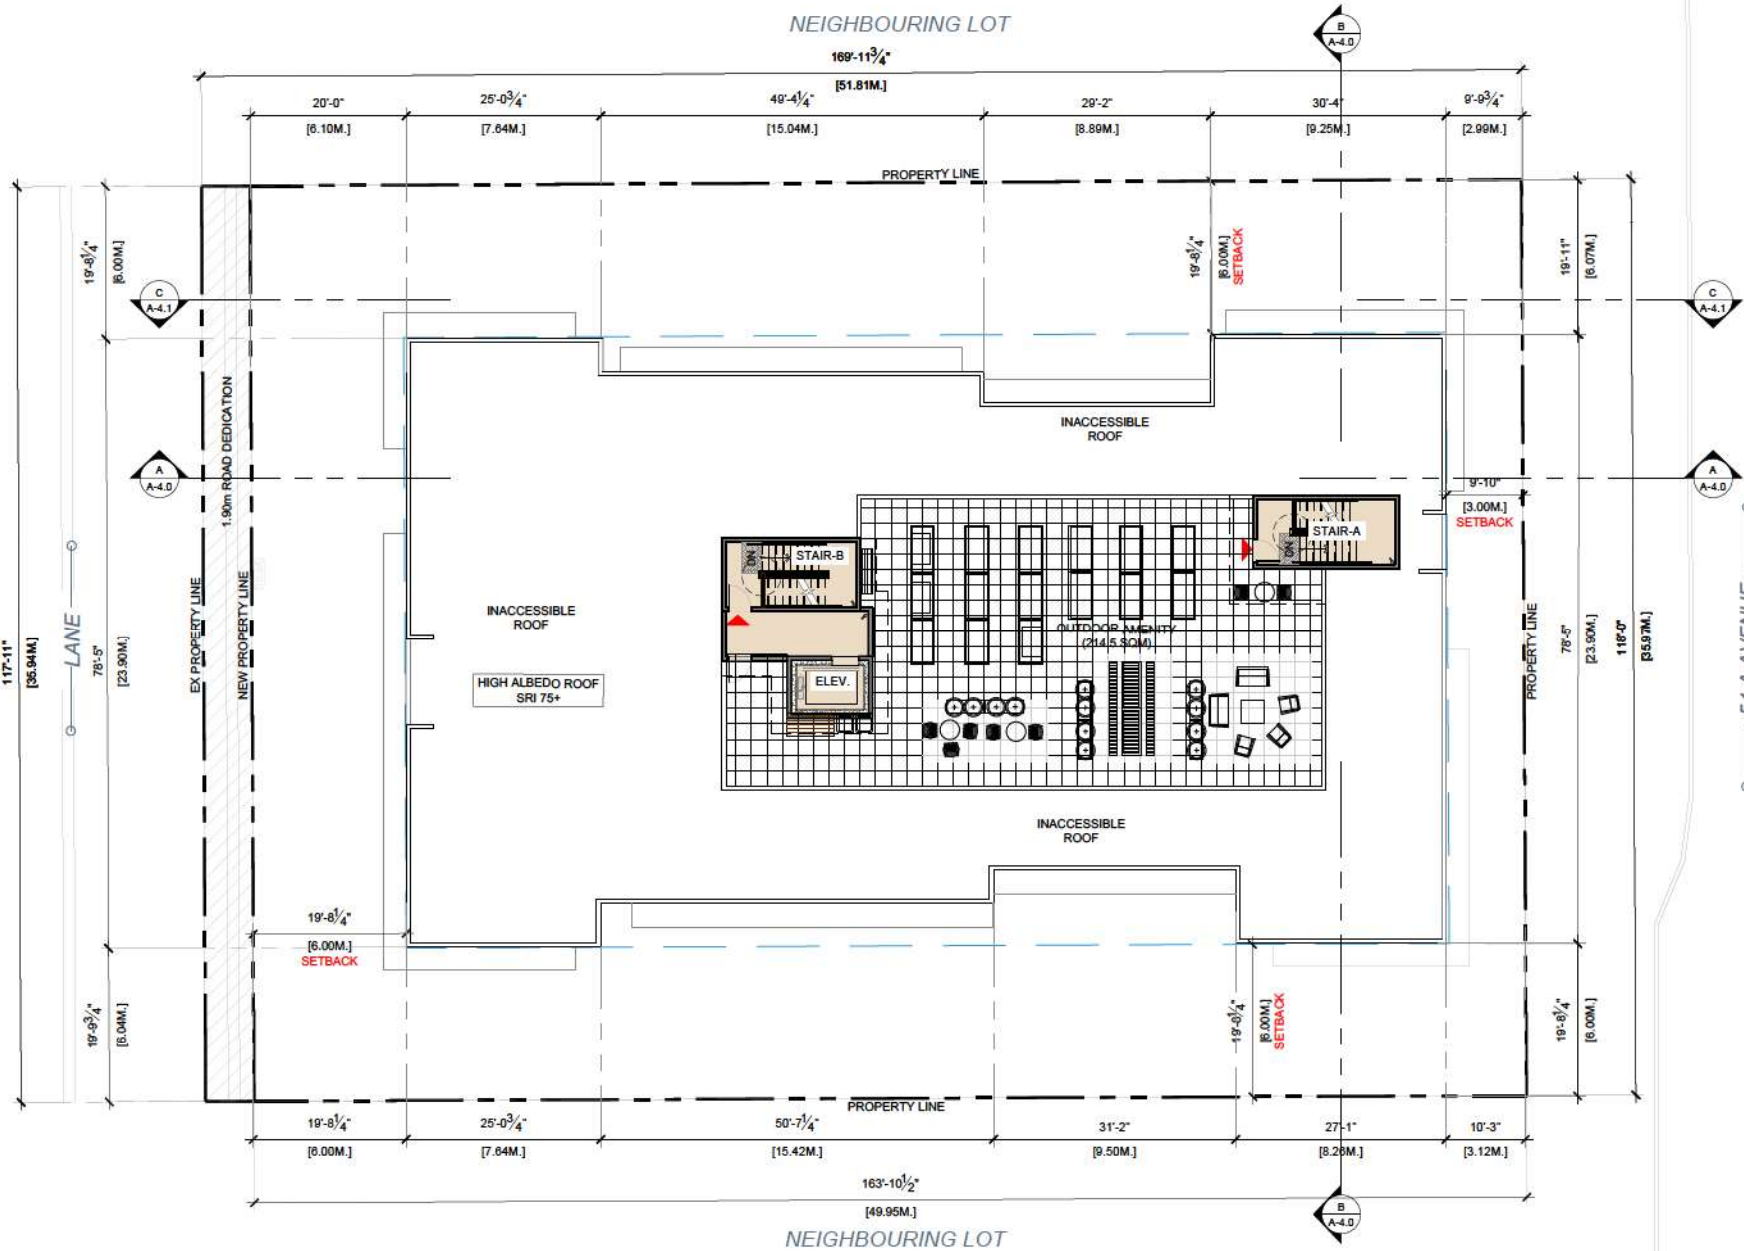 NEIGHBOURING LOT
B
A-4.0
169'-11¾"
[51.81M.]
20'-0"
[6.10M.]
25'-0¾"
[7.64M.]
49'-4¼"
[15.04M.]
29'-2"
[8.89M.]
30'-4"
[9.25M.]
9'-9¾"
[2.99M.]
PROPERTY LINE
19'-8¼"
[6.00M.]
19'-8¼"
[6.00M.]
SETBACK
19'-11"
[6.07M.]
C
A-4.1
C
A-4.1
1.90m ROAD DEDICATION
INACCESSIBLE
ROOF
A
A-4.0
A
A-4.0
9'-10"
[3.00M.]
SETBACK
STAIR-A
DN
STAIR-B
DN
EX PROPERTY LINE
NEW PROPERTY LINE
INACCESSIBLE
ROOF
OUTDOOR AMENITY
(214.5 SQM)
LANE
117'-11"
[35.94M.]
78'-5"
[23.90M.]
HIGH ALBEDO ROOF
SRI 75+
ELEV.
PROPERTY LINE
78'-5"
[23.90M.]
118'-0"
[35.97M.]
AVENUE
INACCESSIBLE
ROOF
19'-8¼"
[6.00M.]
SETBACK
19'-9¾"
[6.04M.]
19'-8¼"
[6.00M.]
SETBACK
19'-8¼"
[6.00M.]
PROPERTY LINE
19'-8¼"
[6.00M.]
25'-0¾"
[7.64M.]
50'-7¼"
[15.42M.]
31'-2"
[9.50M.]
27'-1"
[8.26M.]
10'-3"
[3.12M.]
163'-10½"
[49.95M.]
B
A-4.0
NEIGHBOURING LOT